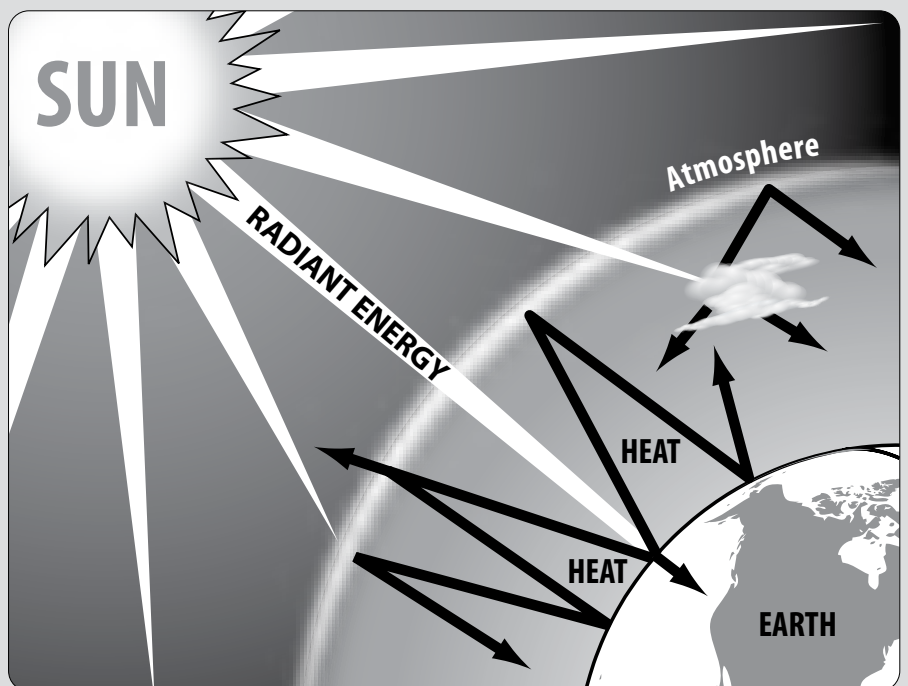 SUN
Atmosphere
RADIANT ENERGY
HEAT
HEAT
EARTH